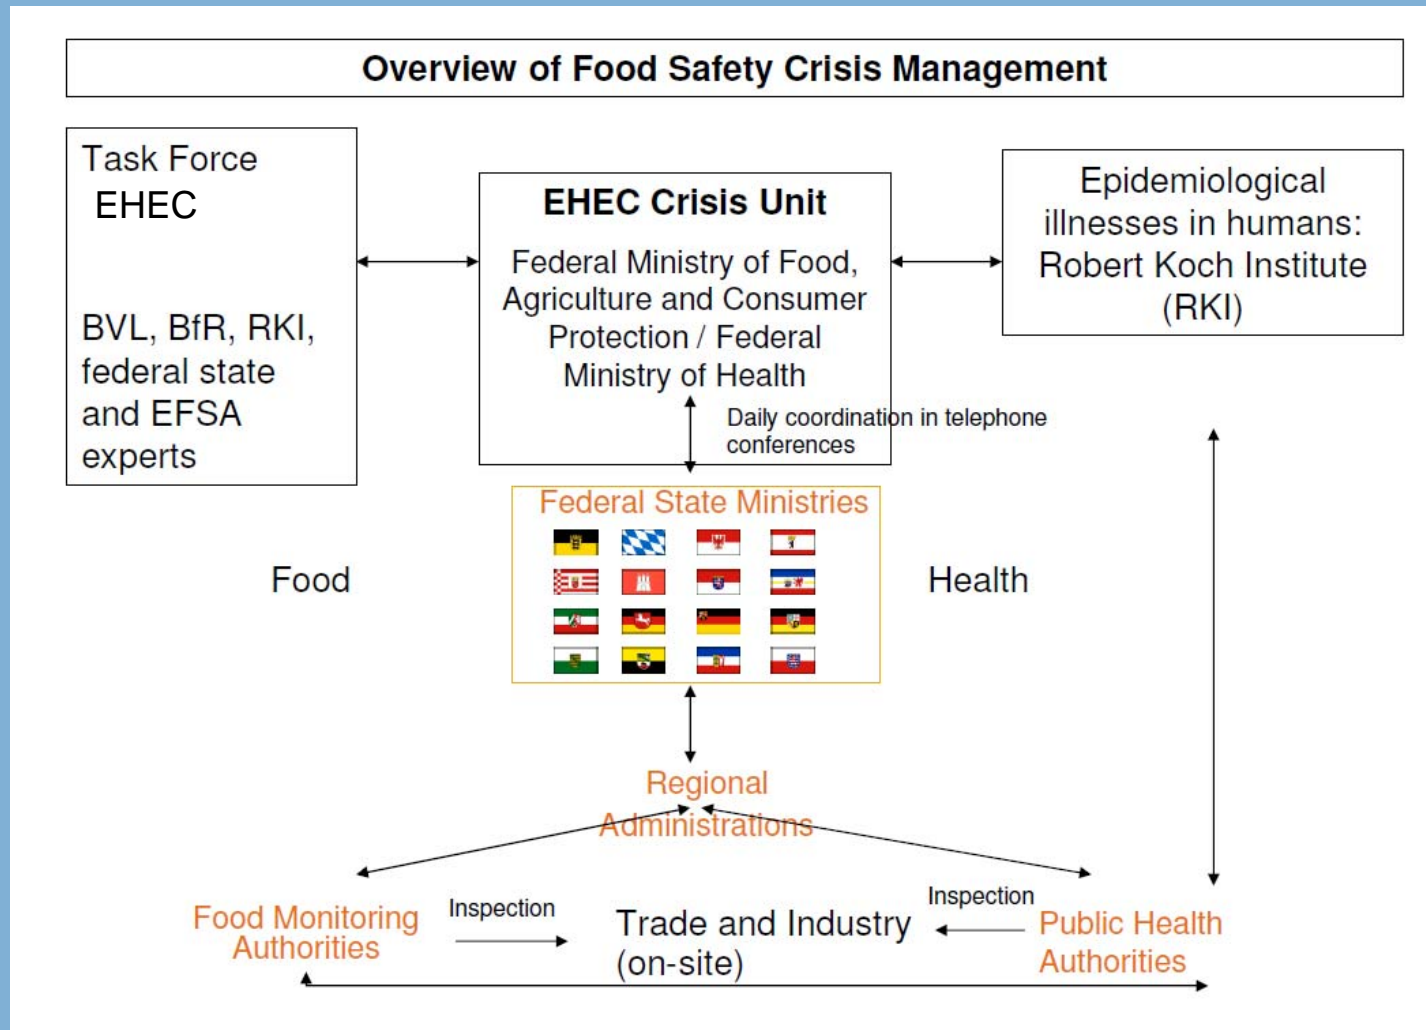 Overview of Food Safety Crisis Management
Task Force
EHEC
BVL, BfR, RKI,
federal state
and EFSA
experts
EHEC Crisis Unit
Federal Ministry of Food,
Agriculture and Consumer
Protection / Federal
Ministry of Health
Daily coordination in telephone
conferences
Epidemiological
illnesses in humans:
Robert Koch Institute
(RKI)
Federal State Ministries
Food
Health
Regional
Administrations
Food Monitoring
Authorities
Inspection
Trade and Industry
(on-site)
Inspection
Public Health
Authorities